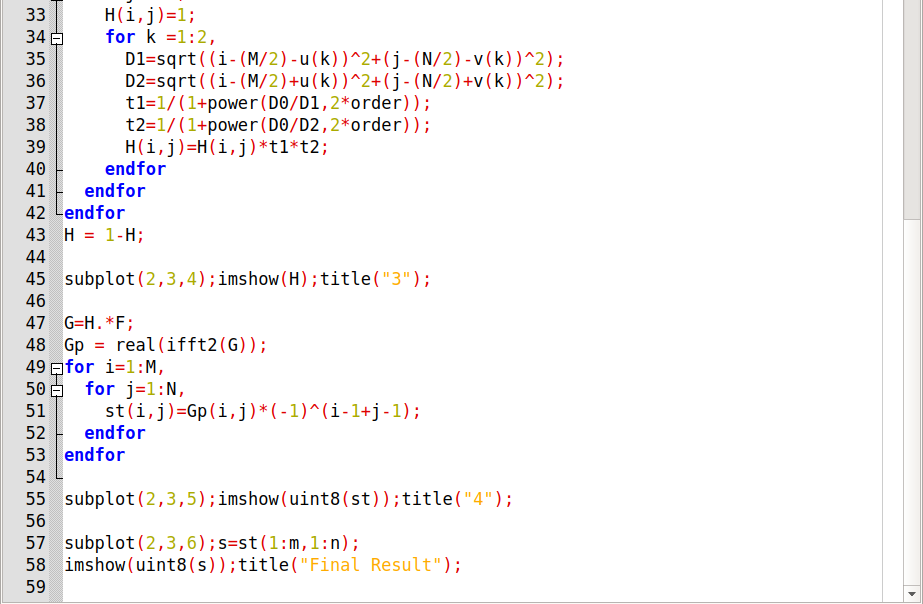 33 H(i,j)=1;
34 for k =1:2,
35 D1=sqrt((i-(M/2)-u(k))^2+(j-(N/2)-v(k))^2);
36 D2=sqrt((i-(M/2)+u(k))^2+(j-(N/2)+v(k))^2);
37 t1=1/(1+power(D0/D1,2*order));
38 t2=1/(1+power(D0/D2,2*order));
39 H(i,j)=H(i,j)*t1*t2;
40 endfor
41 endfor
42 endfor
43 H = 1-H;
44
45 subplot(2,3,4);imshow(H);title("3");
46
47 G=H.*F;
48 Gp = real(ifft2(G));
49 for i=1:M,
50 for j=1:N,
51 st(i,j)=Gp(i,j)*(-1)^(i-1+j-1);
52 endfor
53 endfor
54
55 subplot(2,3,5);imshow(uint8(st));title("4");
56
57 subplot(2,3,6);s=st(1:m,1:n);
58 imshow(uint8(s));title("Final Result");
59